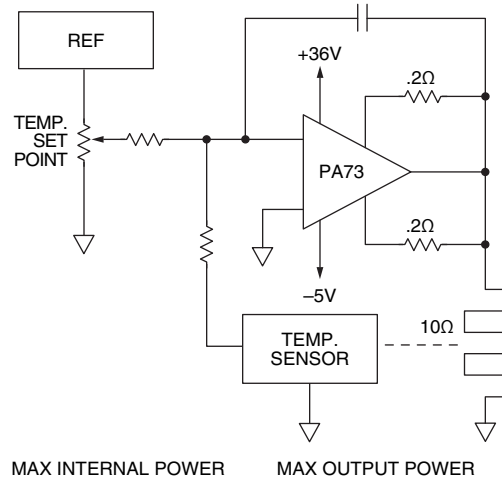 REF
+36V
.2Ω
TEMP.
SET
POINT
PA73
.2Ω
–5V
TEMP.
SENSOR
10Ω
MAX INTERNAL POWER
MAX OUTPUT POWER